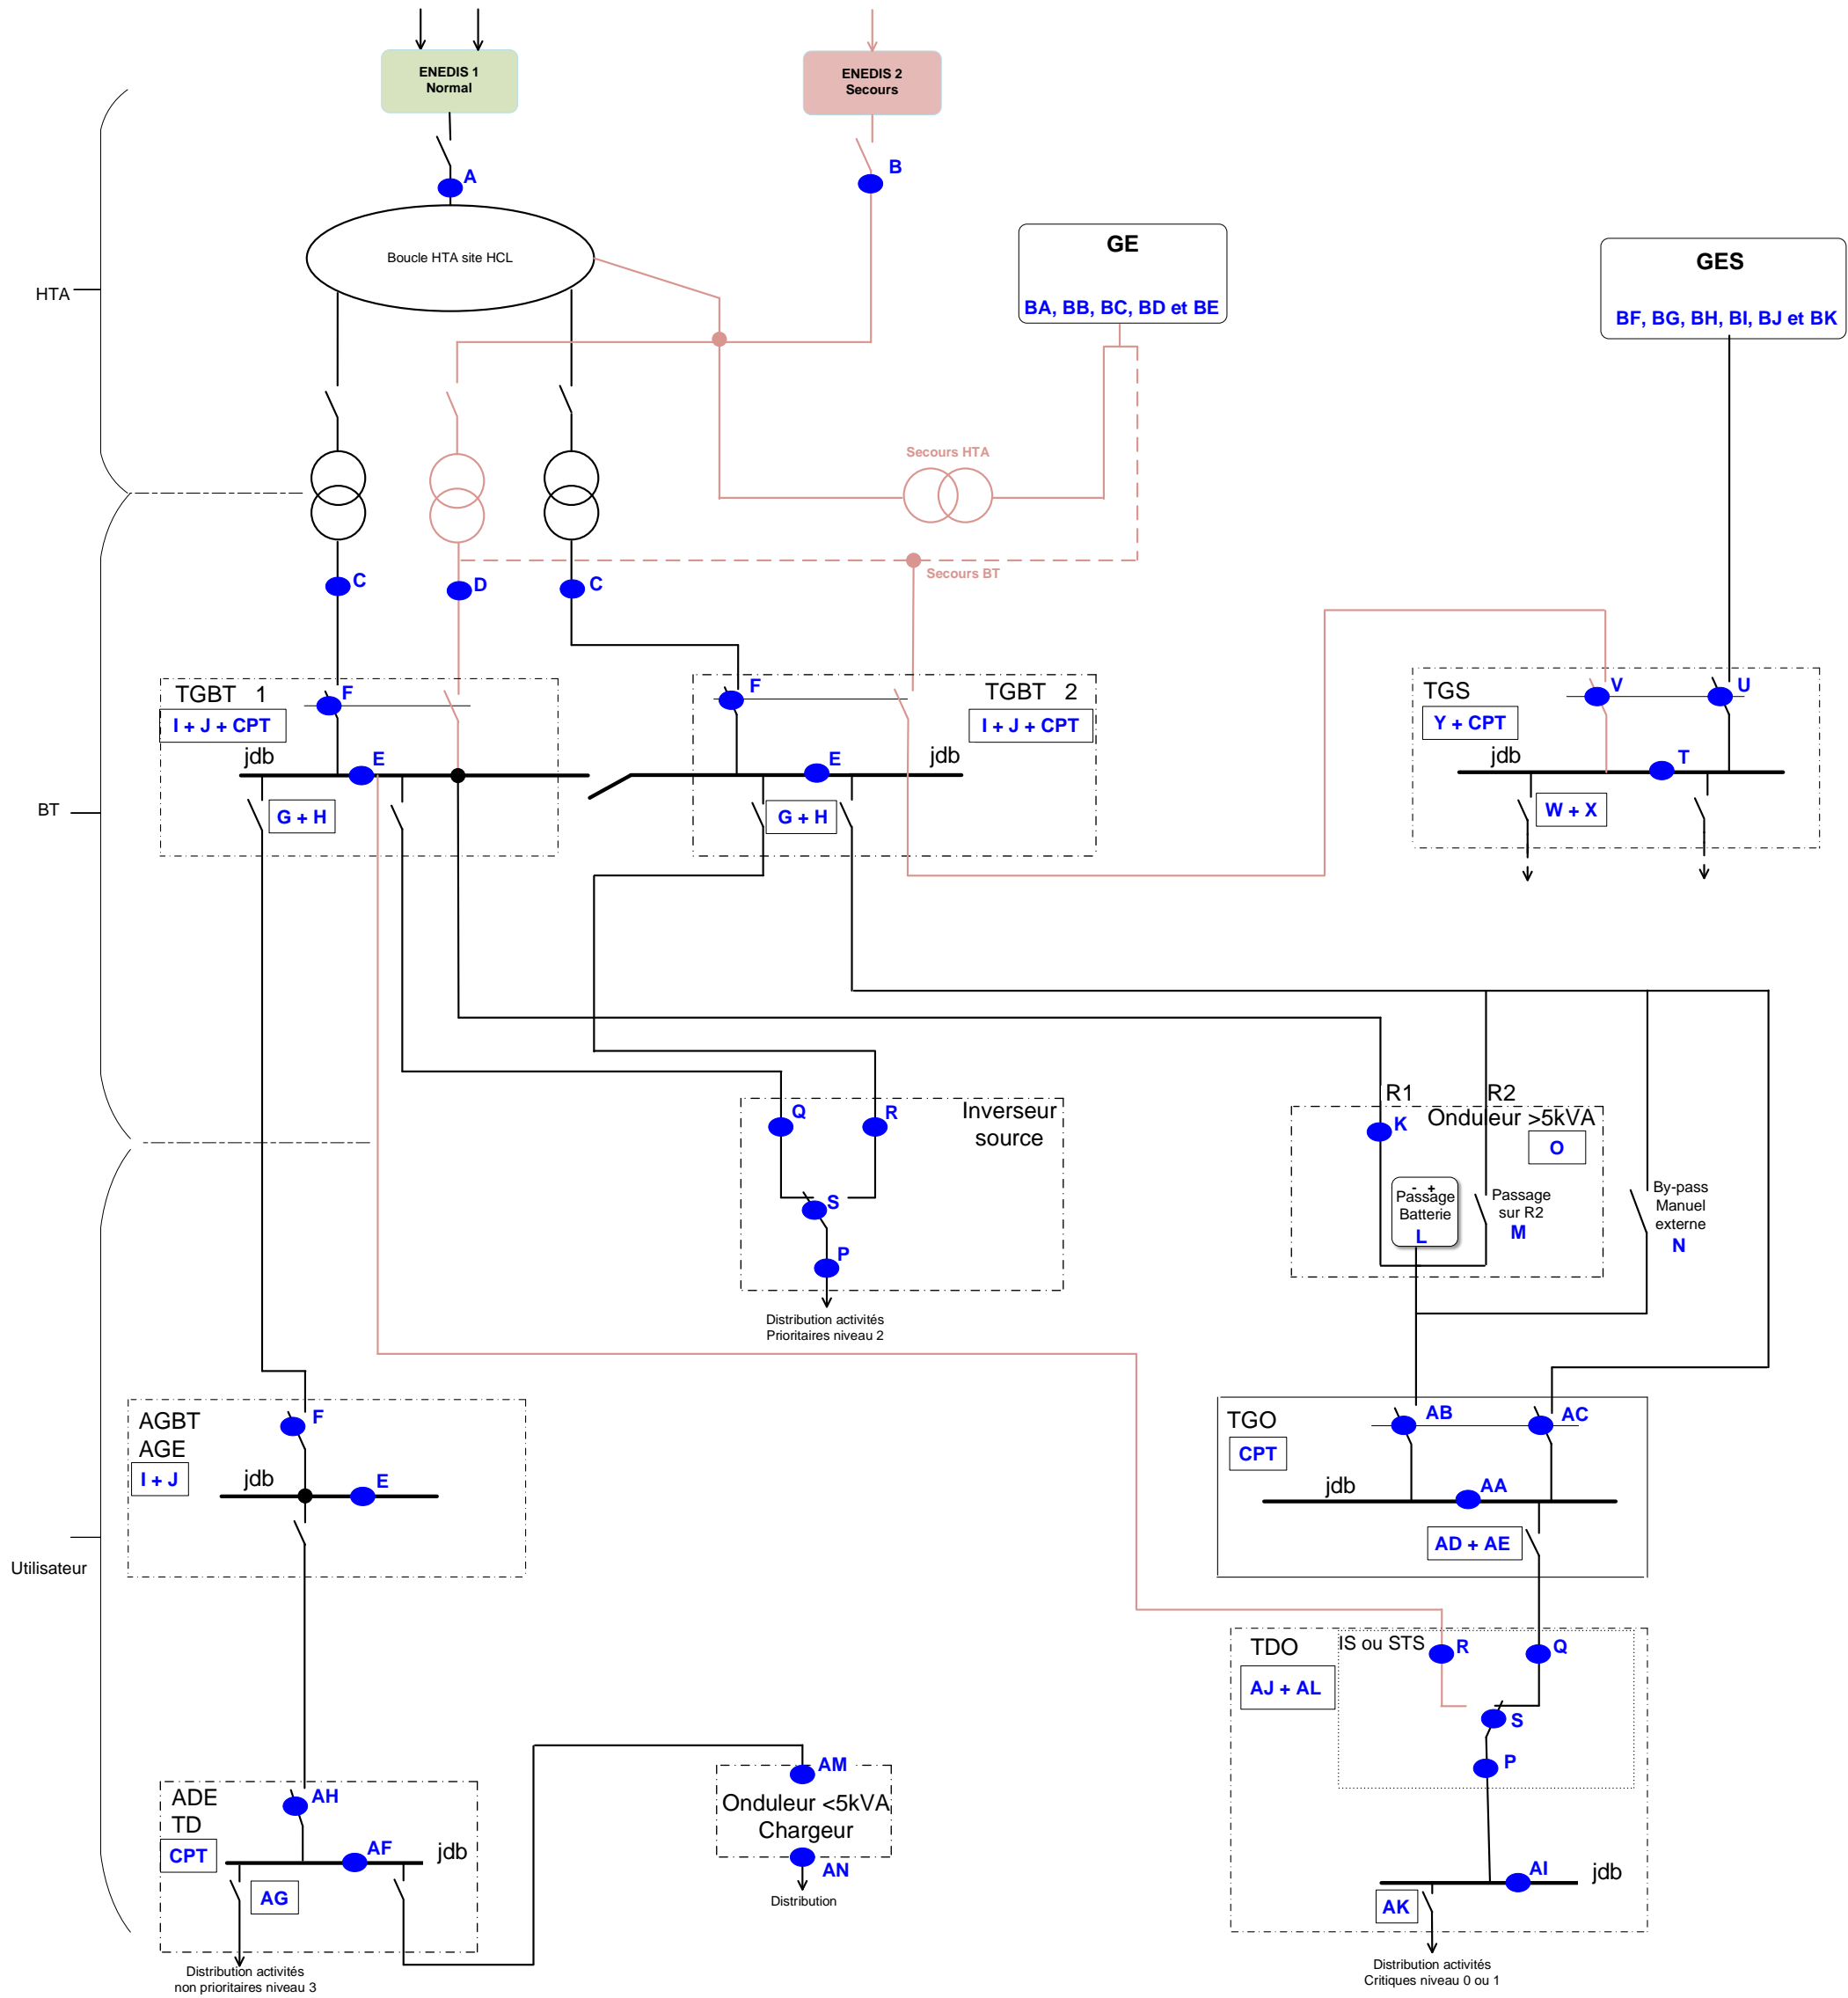 ENEDIS 1
Normal
ENEDIS 2
Secours
A
B
Boucle HTA site HCL
GE
BA, BB, BC, BD et BE
GES
BF, BG, BH, BI, BJ et BK
HTA
Secours HTA
Secours BT
C
D
C
TGBT 1
F
I + J + CPT
jdb
E
G + H
TGBT 2
F
I + J + CPT
jdb
E
G + H
TGS
V
U
Y + CPT
jdb
T
W + X
BT
Q
R
Inverseur
source
S
P
Distribution activités
Prioritaires niveau 2
R1
R2
Onduleur >5kVA
K
O
- +
Passage
Batterie
L
Passage
sur R2
M
By-pass
Manuel
externe
N
AGBT
AGE
F
I + J
jdb
E
TGO
AB
AC
CPT
jdb
AA
AD + AE
Utilisateur
TDO
IS ou STS
R
Q
AJ + AL
S
P
AI
jdb
AK
Distribution activités
Critiques niveau 0 ou 1
ADE
TD
AH
CPT
AF
jdb
AG
Distribution activités
non prioritaires niveau 3
AM
Onduleur <5kVA
Chargeur
AN
Distribution